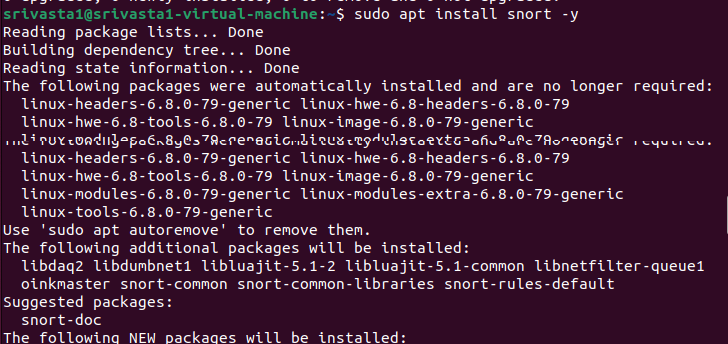 srivasta1@srivasta1-virtual-machine:~$ sudo apt install snort -y
Reading package lists... Done
Building dependency tree... Done
Reading state information... Done
The following packages were automatically installed and are no longer required:
linux-headers-6.8.0-79-generic linux-hwe-6.8-headers-6.8.0-79
linux-hwe-6.8-tools-6.8.0-79 linux-image-6.8.0-79-generic
linux-headers-6.8.0-79-generic linux-hwe-6.8-headers-6.8.0-79
linux-hwe-6.8-tools-6.8.0-79 linux-image-6.8.0-79-generic
linux-modules-6.8.0-79-generic linux-modules-extra-6.8.0-79-generic
linux-tools-6.8.0-79-generic
Use 'sudo apt autoremove' to remove them.
The following additional packages will be installed:
libdaq2 libdumbnet1 libluajit-5.1-2 libluajit-5.1-common libnetfilter-queue1
oinkmaster snort-common snort-common-libraries snort-rules-default
Suggested packages:
snort-doc
The following NEW packages will be installed: